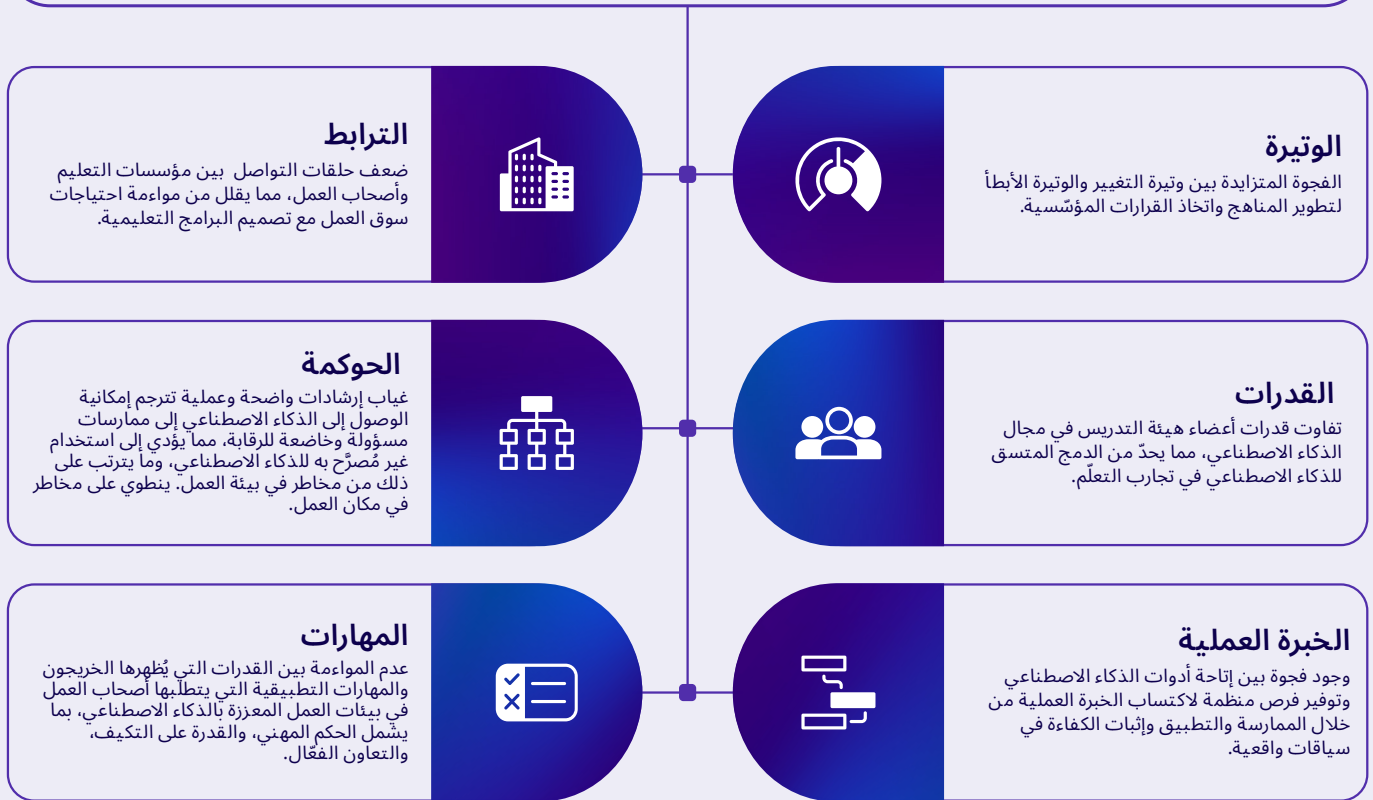 الوتيرة
الفجوة المتزايدة بين وتيرة التغيير والوتيرة الأبطأ
لتطوير المناهج واتخاذ القرارات المؤسّسية.
الترابط
ضعف حلقات التواصل بين مؤسسات التعليم
وأصحاب العمل، مما يقلل من مواءمة احتياجات
سوق العمل مع تصميم البرامج التعليمية.
القدرات
تفاوت قدرات أعضاء هيئة التدريس في مجال
الذكاء الاصطناعي، مما يحدّ من الدمج المتسق
للذكاء الاصطناعي في تجارب التعلّم.
الحوكمة
غياب إرشادات واضحة وعملية تترجم إمكانية
الوصول إلى الذكاء الاصطناعي إلى ممارسات
مسؤولة وخاضعة للرقابة، مما يؤدي إلى استخدام
غير مُصرَّح به للذكاء الاصطناعي، وما يترتب على
ذلك من مخاطر في بيئة العمل. ينطوي على مخاطر
في مكان العمل.
الخبرة العملية
وجود فجوة بين إتاحة أدوات الذكاء الاصطناعي
وتوفير فرص منظمة لاكتساب الخبرة العملية من
خلال الممارسة والتطبيق وإثبات الكفاءة في
سياقات واقعية.
المهارات
عدم المواءمة بين القدرات التي يُظهرها الخريجون
والمهارات التطبيقية التي يتطلبها أصحاب العمل
في بيئات العمل المعززة بالذكاء الاصطناعي، بما
يشمل الحكم المهني، والقدرة على التكيف،
والتعاون الفعّال.